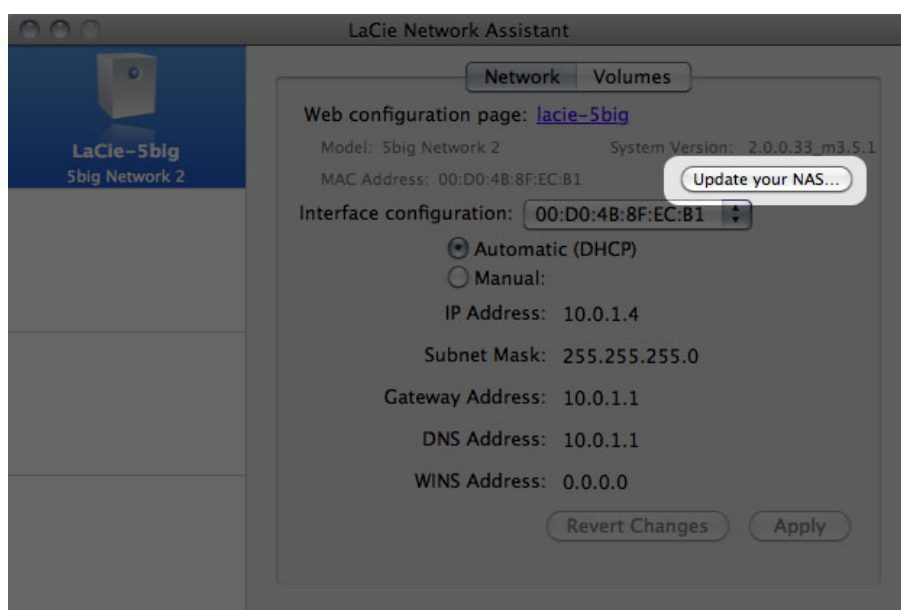 LaCie Network Assistant
LaCie-5big
5big Network 2
Network Volumes
Web configuration page: lacie-5big
Model: 5big Network 2 System Version: 2.0.0.33_m3.5.1
MAC Address: 00:D0:4B:8F:EC:B1 Update your NAS...
Interface configuration: 00:D0:4B:8F:EC:B1
Automatic (DHCP)
Manual:
IP Address: 10.0.1.4
Subnet Mask: 255.255.255.0
Gateway Address: 10.0.1.1
DNS Address: 10.0.1.1
WINS Address: 0.0.0.0
Revert Changes Apply